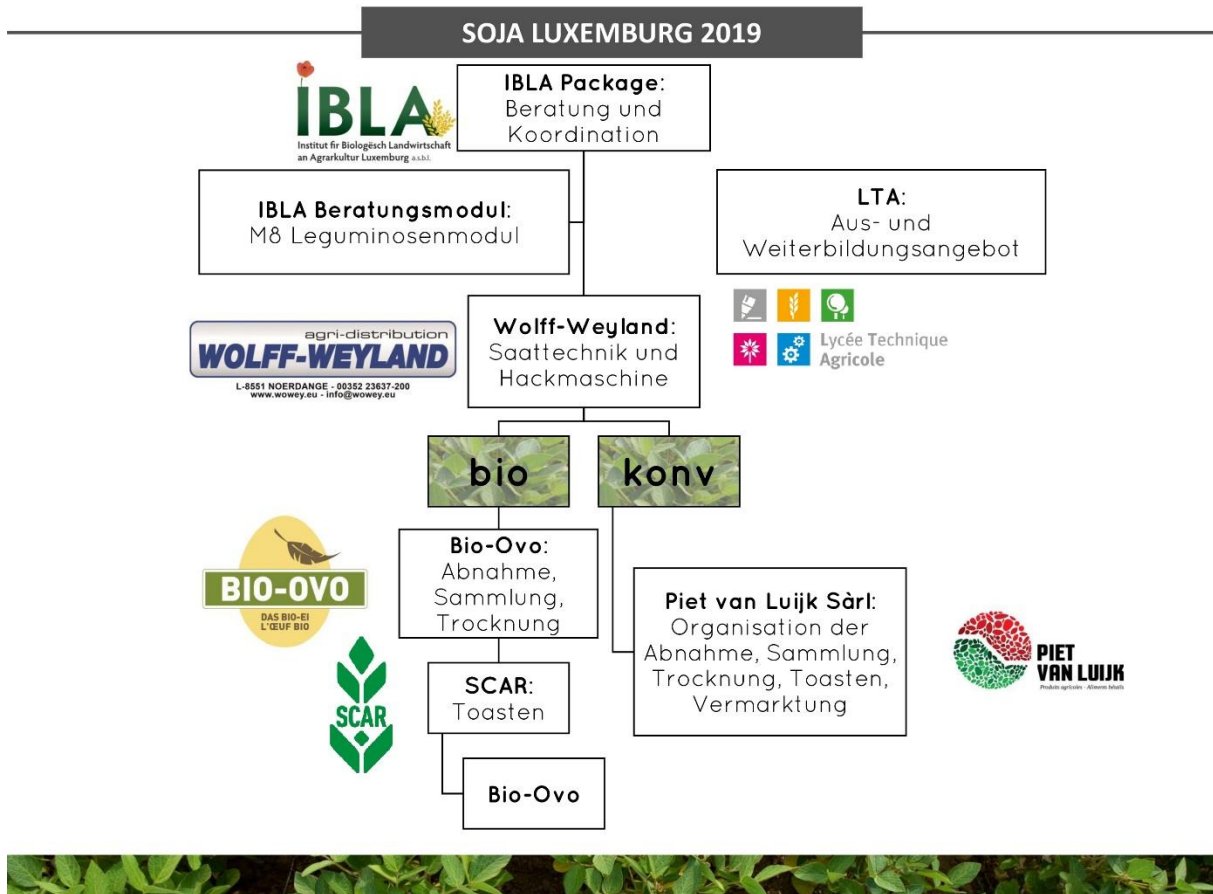 SOJA LUXEMBURG 2019
IBLA
Institut fir Biologësch Landwirtschaft
an Agrarkultur Luxemburg a.s.b.l.
IBLA Package:
Beratung und
Koordination
IBLA Beratungsmodul:
M8 Leguminosenmodul
LTA:
Aus- und
Weiterbildungsangebot
agri-distribution
WOLFF-WEYLAND
L-8551 NOERDANGE - 00352 23637-200
www.wowey.eu - info@wowey.eu
Wolff-Weyland:
Saattechnik und
Hackmaschine
Lycée Technique
Agricole
bio
konv
BIO-OVO
DAS BIO-EI
L'ŒUF BIO
Bio-Ovo:
Abnahme,
Sammlung,
Trocknung
Piet van Luijk Sàrl:
Organisation der
Abnahme, Sammlung,
Trocknung, Toasten,
Vermarktung
PIET
VAN LUIJK
Produits agricoles - Aliments bétails
SCAR
SCAR:
Toasten
Bio-Ovo